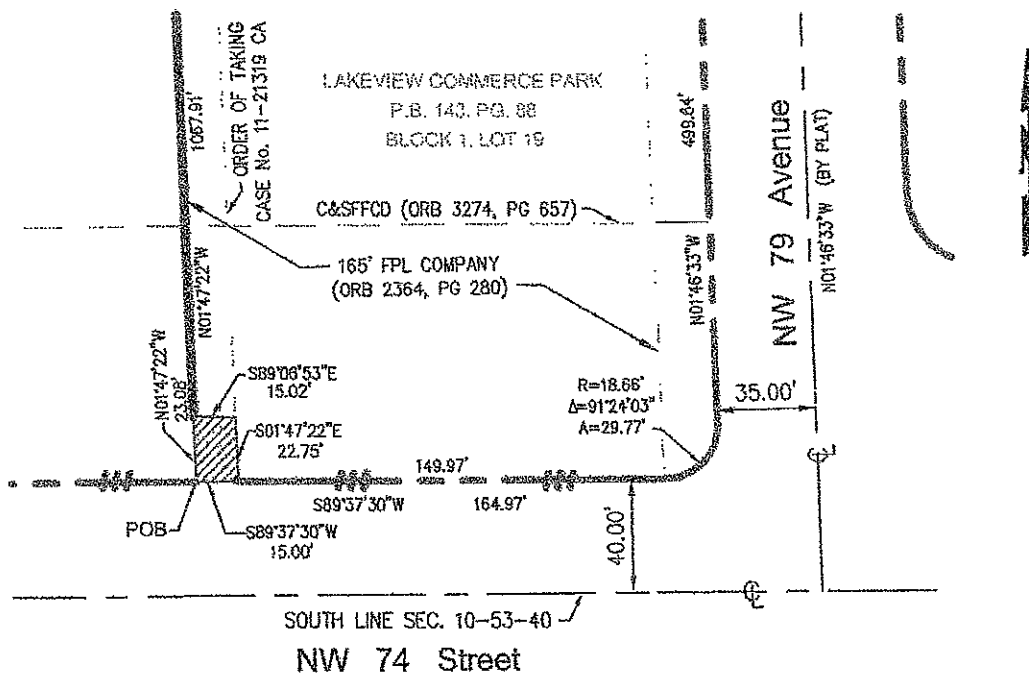 1067.91'
ORDER OF TAKING
CASE No. 11-21319 CA
LAKEVIEW COMMERCE PARK
P.B. 143, PG. 88
BLOCK 1, LOT 19
499.84'
NW 79 Avenue
N01°46'33"W (BY PLAT)
C&SFFCD (ORB 3274, PG 657)
165' FPL COMPANY
(ORB 2364, PG 280)
N01°47'22"W
N01°46'33"W
N01°47'22"W
23.08'
S89°06'53"E
15.02'
S01°47'22"E
22.75'
R=18.66'
Δ=91°24'03"
A=29.77'
35.00'
149.97'
S89°37'30"W
164.97'
POB
S89°37'30"W
15.00'
40.00'
SOUTH LINE SEC. 10-53-40
NW 74 Street